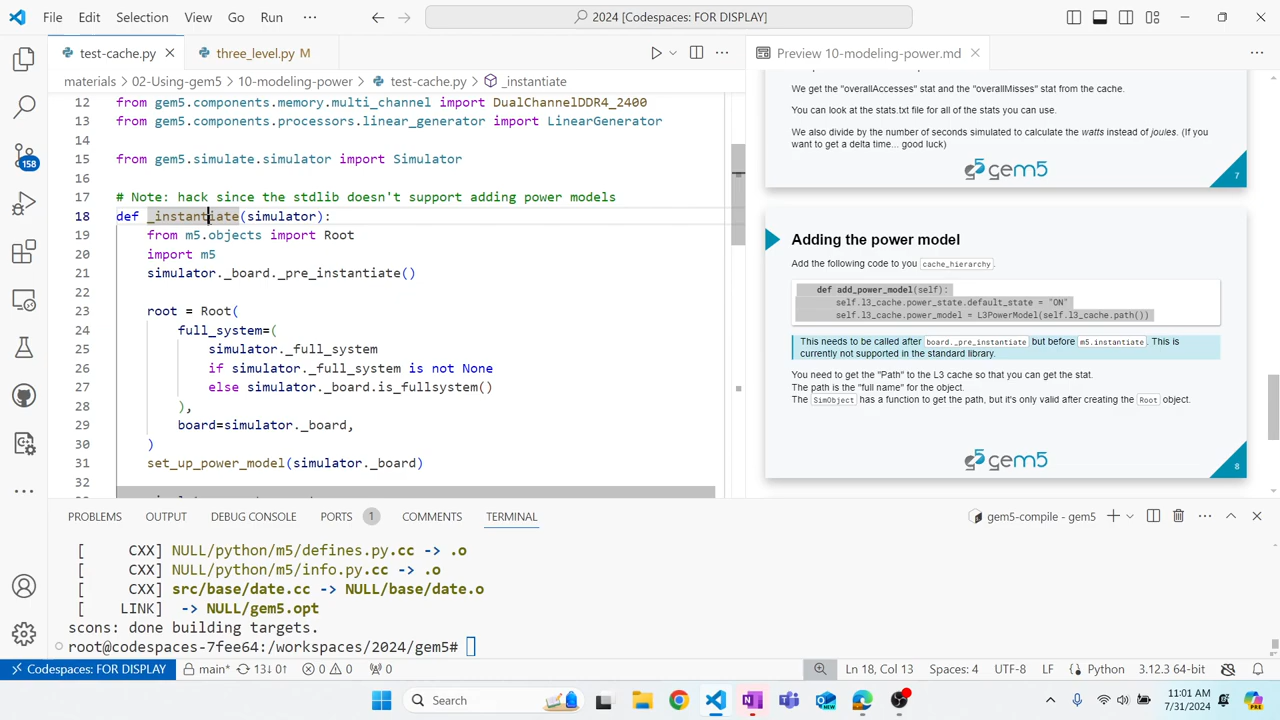 File Edit Selection View Go Run ···
2024 [Codespaces: FOR DISPLAY]
test-cache.py
three_level.py M
Preview 10-modeling-power.md
materials > 02-Using-gem5 > 10-modeling-power > test-cache.py > _instantiate
12 from gem5.components.memory.multi_channel import DualChannelDDR4_2400
13 from gem5.components.processors.linear_generator import LinearGenerator
14
15 from gem5.simulate.simulator import Simulator
16
17 # Note: hack since the stdlib doesn't support adding power models
18 def _instantiate(simulator):
19 from m5.objects import Root
20 import m5
21 simulator._board._pre_instantiate()
22
23 root = Root(
24 full_system=(
25 simulator._full_system
26 if simulator._full_system is not None
27 else simulator._board.is_fullsystem()
28 ),
29 board=simulator._board,
30 )
31 set_up_power_model(simulator._board)
32
We get the "overallAccesses" stat and the "overallMisses" stat from the cache.
You can look at the stats.txt file for all of the stats you can use.
We also divide by the number of seconds simulated to calculate the watts instead of joules. (If you
want to get a delta time... good luck)
gem5
7
Adding the power model
Add the following code to you cache_hierarchy.
def add_power_model(self):
self.l3_cache.power_state.default_state = "ON"
self.l3_cache.power_model = L3PowerModel(self.l3_cache.path())
This needs to be called after board._pre_instantiate but before m5.instantiate. This is
currently not supported in the standard library.
You need to get the "Path" to the L3 cache so that you can get the stat.
The path is the "full name" for the object.
The SimObject has a function to get the path, but it's only valid after creating the Root object.
gem5
8
158
PROBLEMS OUTPUT DEBUG CONSOLE PORTS 1 COMMENTS TERMINAL
gem5-compile - gem5
[ CXX] NULL/python/m5/defines.py.cc -> .o
[ CXX] NULL/python/m5/info.py.cc -> .o
[ CXX] src/base/date.cc -> NULL/base/date.o
[ LINK] -> NULL/gem5.opt
scons: done building targets.
root@codespaces-7fee64:/workspaces/2024/gem5#
Codespaces: FOR DISPLAY main* 13↓ 0↑ 0 0 0
Ln 18, Col 13 Spaces: 4 UTF-8 LF Python 3.12.3 64-bit
Search
11:01 AM
7/31/2024